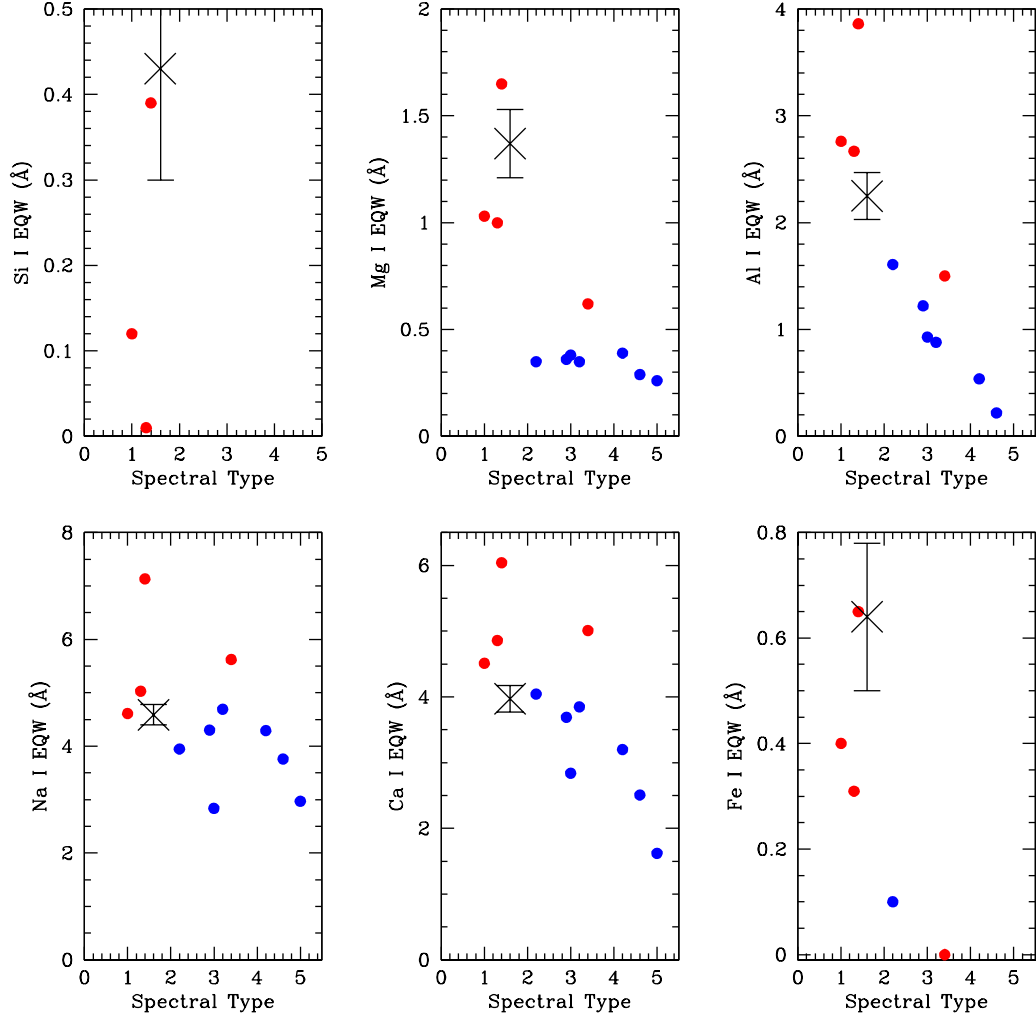 0.5
0.4
0.3
0.2
0.1
0
Si I EQW (Å)
0 1 2 3 4 5
Spectral Type
2
1.5
1
0.5
0
Mg I EQW (Å)
0 1 2 3 4 5
Spectral Type
4
3
2
1
0
Al I EQW (Å)
0 1 2 3 4 5
Spectral Type
8
6
4
2
0
Na I EQW (Å)
0 1 2 3 4 5
Spectral Type
6
4
2
0
Ca I EQW (Å)
0 1 2 3 4 5
Spectral Type
0.8
0.6
0.4
0.2
0
Fe I EQW (Å)
0 1 2 3 4 5
Spectral Type